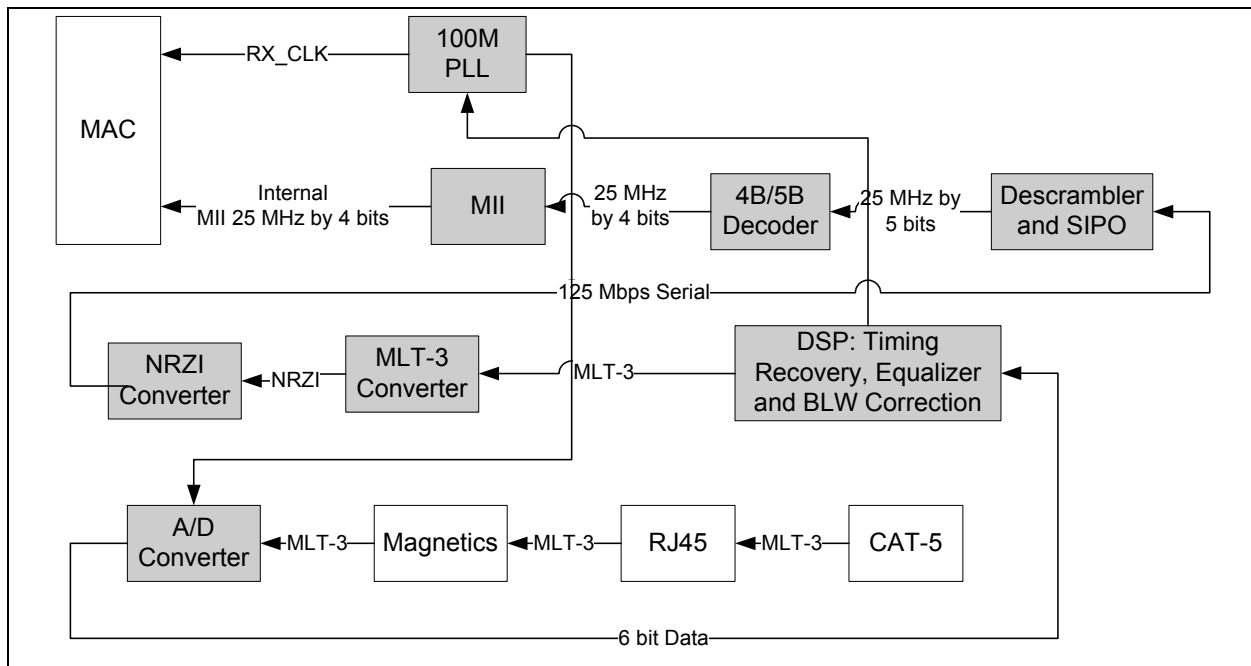 RX_CLK
100M
PLL
MAC
Internal
MII 25 MHz by 4 bits
MII
25 MHz
by 4 bits
4B/5B
Decoder
25 MHz by
5 bits
Descrambler
and SIPO
125 Mbps Serial
NRZI
Converter
NRZI
MLT-3
Converter
MLT-3
DSP: Timing
Recovery, Equalizer
and BLW Correction
A/D
Converter
MLT-3
Magnetics
MLT-3
RJ45
MLT-3
CAT-5
6 bit Data